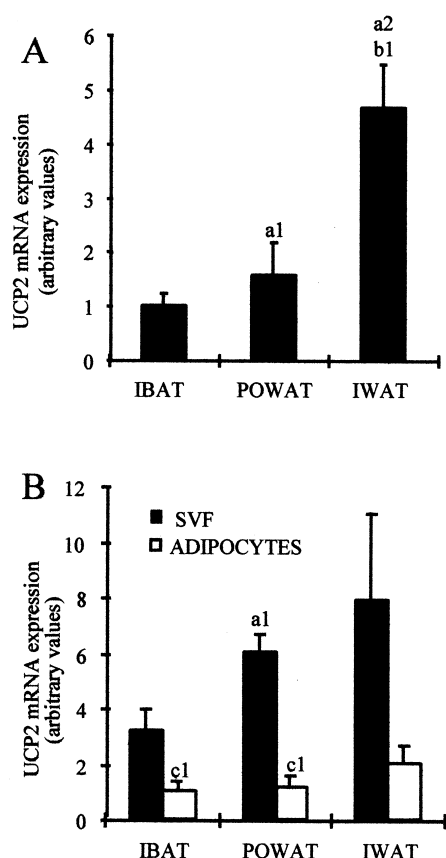 A
UCP2 mRNA expression
(arbitrary values)
6
5
4
3
2
1
0
a1
a2
b1
IBAT POWAT IWAT
B
UCP2 mRNA expression
(arbitrary values)
12
10
8
6
4
2
0
SVF
ADIPOCYTES
c1
a1
c1
IBAT POWAT IWAT